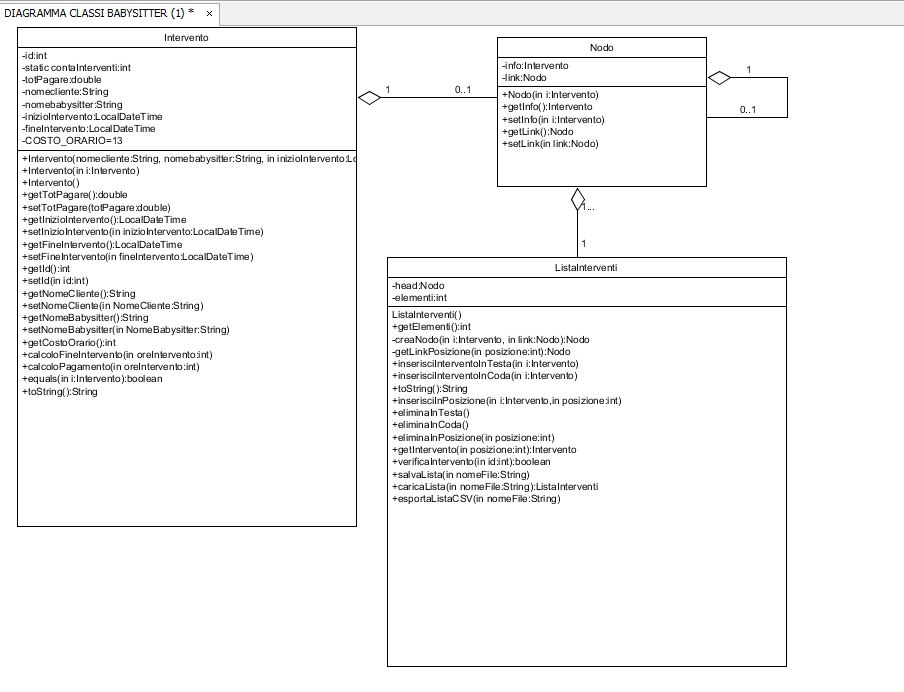 DIAGRAMMA CLASSI BABYSITTER (1) * ×
Intervento
-id:int
-static contaInterventi:int
-totPagare:double
-nomecliente:String
-nomebabysitter:String
-inizioIntervento:LocalDateTime
-fineIntervento:LocalDateTime
-COSTO_ORARIO=13
+Intervento(nomecliente:String, nomebabysitter:String, in inizioIntervento:Lo
+Intervento(in i:Intervento)
+Intervento()
+getTotPagare():double
+setTotPagare(totPagare:double)
+getInizioIntervento():LocalDateTime
+setInizioIntervento(in inizioIntervento:LocalDateTime)
+getFineIntervento():LocalDateTime
+setFineIntervento(in fineIntervento:LocalDateTime)
+getId():int
+setId(in id:int)
+getNomeCliente():String
+setNomeCliente(in NomeCliente:String)
+getNomeBabysitter():String
+setNomeBabysitter(in NomeBabysitter:String)
+getCostoOrario():int
+calcoloFineIntervento(in oreIntervento:int)
+calcoloPagamento(in oreIntervento:int)
+equals(in i:Intervento):boolean
+toString():String
1
0..1
Nodo
-info:Intervento
-link:Nodo
+Nodo(in i:Intervento)
+getInfo():Intervento
+setInfo(in i:Intervento)
+getLink():Nodo
+setLink(in link:Nodo)
1
0..1
1...
1
ListaInterventi
-head:Nodo
-elementi:int
ListaInterventi()
+getElementi():int
-creaNodo(in i:Intervento, in link:Nodo):Nodo
-getLinkPosizione(in posizione:int):Nodo
+inserisciInterventoInTesta(in i:Intervento)
+inserisciInterventoInCoda(in i:Intervento)
+toString():String
+inserisciInPosizione(in i:Intervento,in posizione:int)
+eliminaInTesta()
+eliminaInCoda()
+eliminaInPosizione(in posizione:int)
+getIntervento(in posizione:int):Intervento
+verificaIntervento(in id:int):boolean
+salvaLista(in nomeFile:String)
+caricaLista(in nomeFile:String):ListaInterventi
+esportaListaCSV(in nomeFile:String)